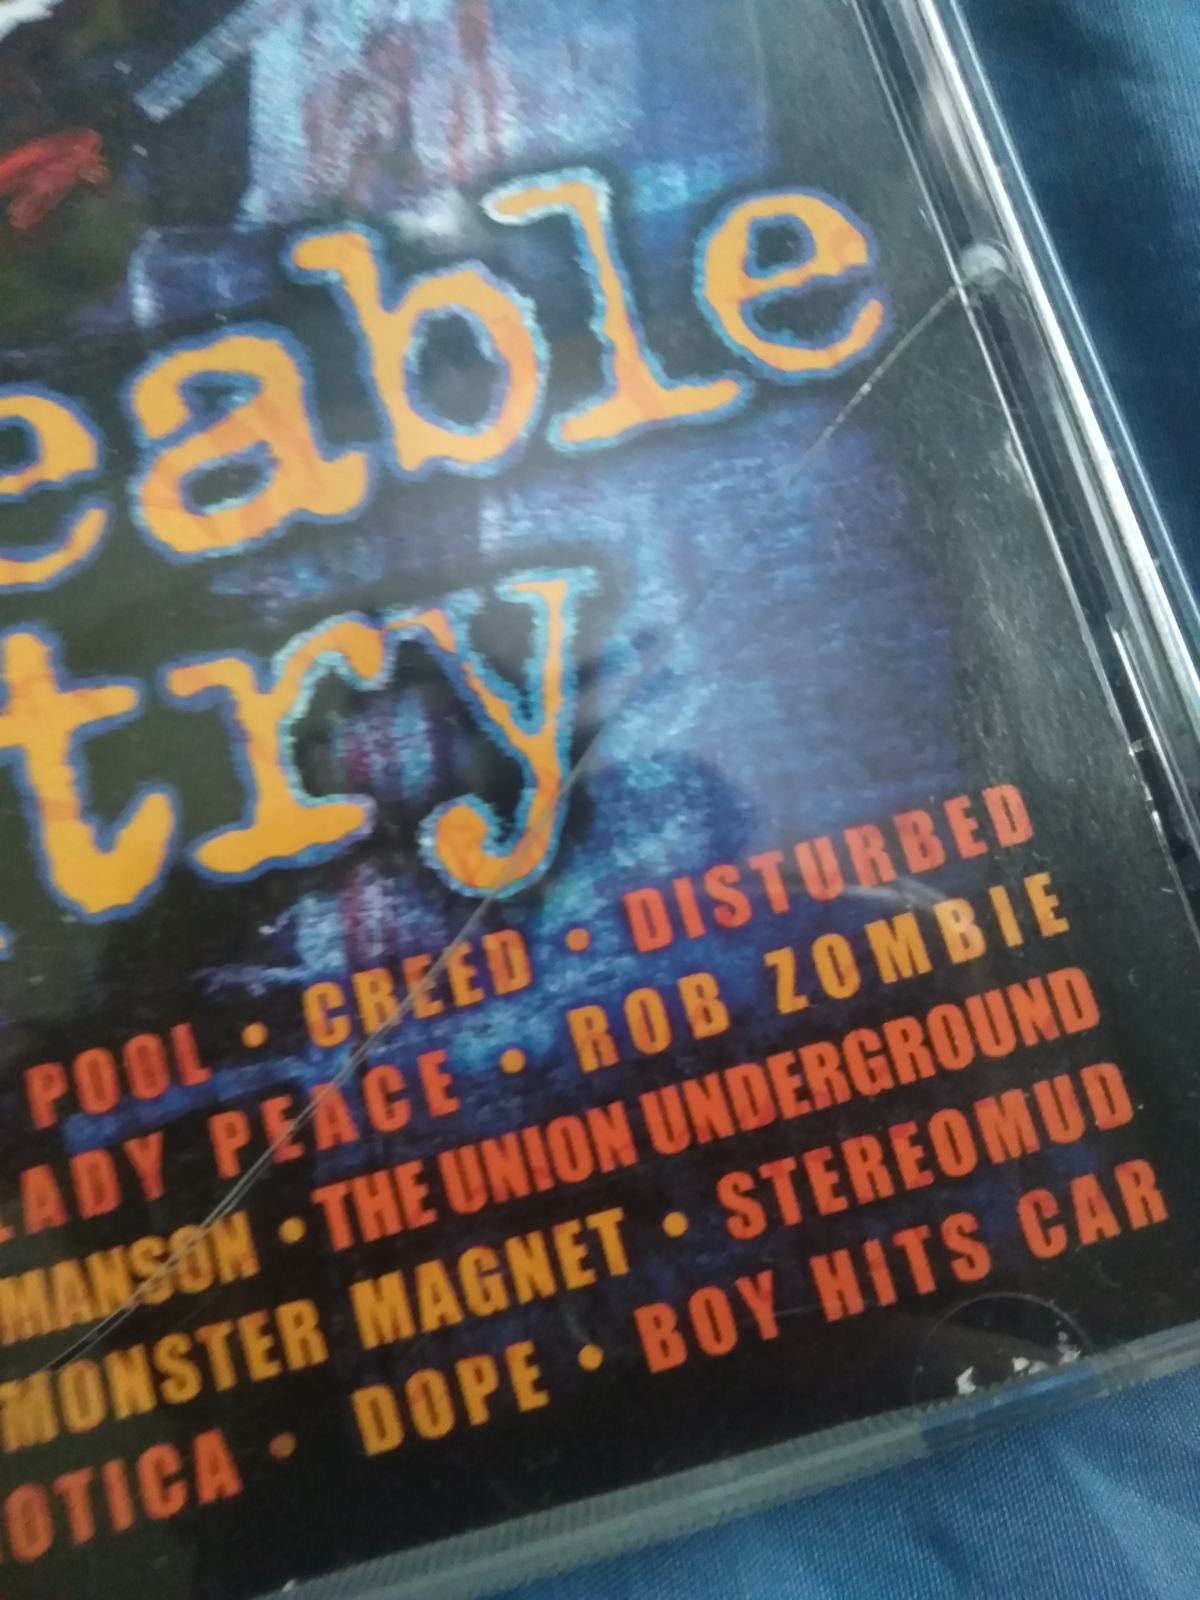 eable
try
POOL • CREED • DISTURBED
LADY PEACE • ROB ZOMBIE
MANSON • THE UNION UNDERGROUND
MONSTER MAGNET • STEREOMUD
OTICA • DOPE • BOY HITS CAR